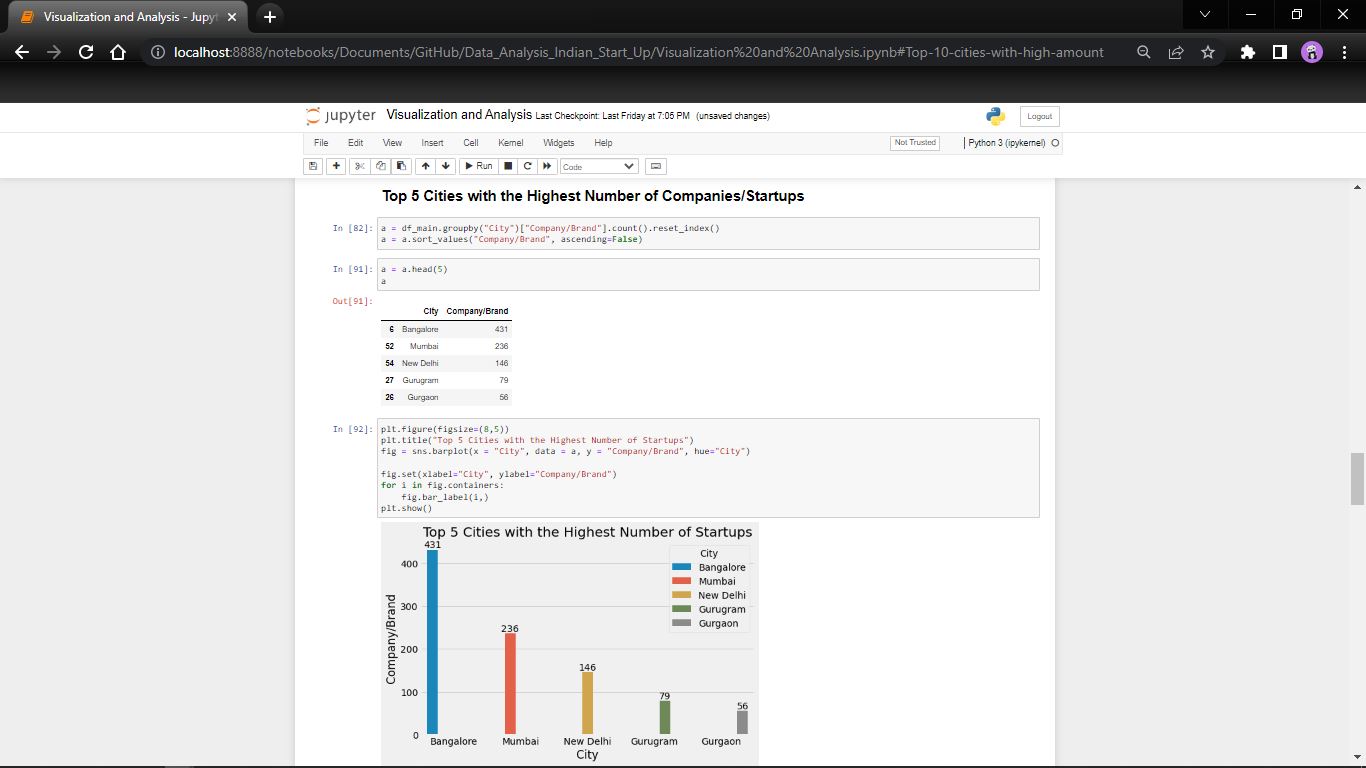 Visualization and Analysis - Jupyt
localhost:8888/notebooks/Documents/GitHub/Data_Analysis_Indian_Start_Up/Visualization%20and%20Analysis.ipynb#Top-10-cities-with-high-amount
jupyter Visualization and Analysis Last Checkpoint: Last Friday at 7:05 PM (unsaved changes) Logout
File Edit View Insert Cell Kernel Widgets Help Not Trusted Python 3 (ipykernel)
Run Code
Top 5 Cities with the Highest Number of Companies/Startups
In [82]: a = df_main.groupby("City")["Company/Brand"].count().reset_index()
a = a.sort_values("Company/Brand", ascending=False)
In [91]: a = a.head(5)
a
Out[91]:
City Company/Brand
6 Bangalore 431
52 Mumbai 236
54 New Delhi 146
27 Gurugram 79
26 Gurgaon 56
In [92]: plt.figure(figsize=(8,5))
plt.title("Top 5 Cities with the Highest Number of Startups")
fig = sns.barplot(x = "City", data = a, y = "Company/Brand", hue="City")
fig.set(xlabel="City", ylabel="Company/Brand")
for i in fig.containers:
    fig.bar_label(i,)
plt.show()
Top 5 Cities with the Highest Number of Startups
431
City
Bangalore
Mumbai
New Delhi
Gurugram
Gurgaon
400
300
200
100
0
Company/Brand
236
146
79
56
Bangalore Mumbai New Delhi Gurugram Gurgaon
City